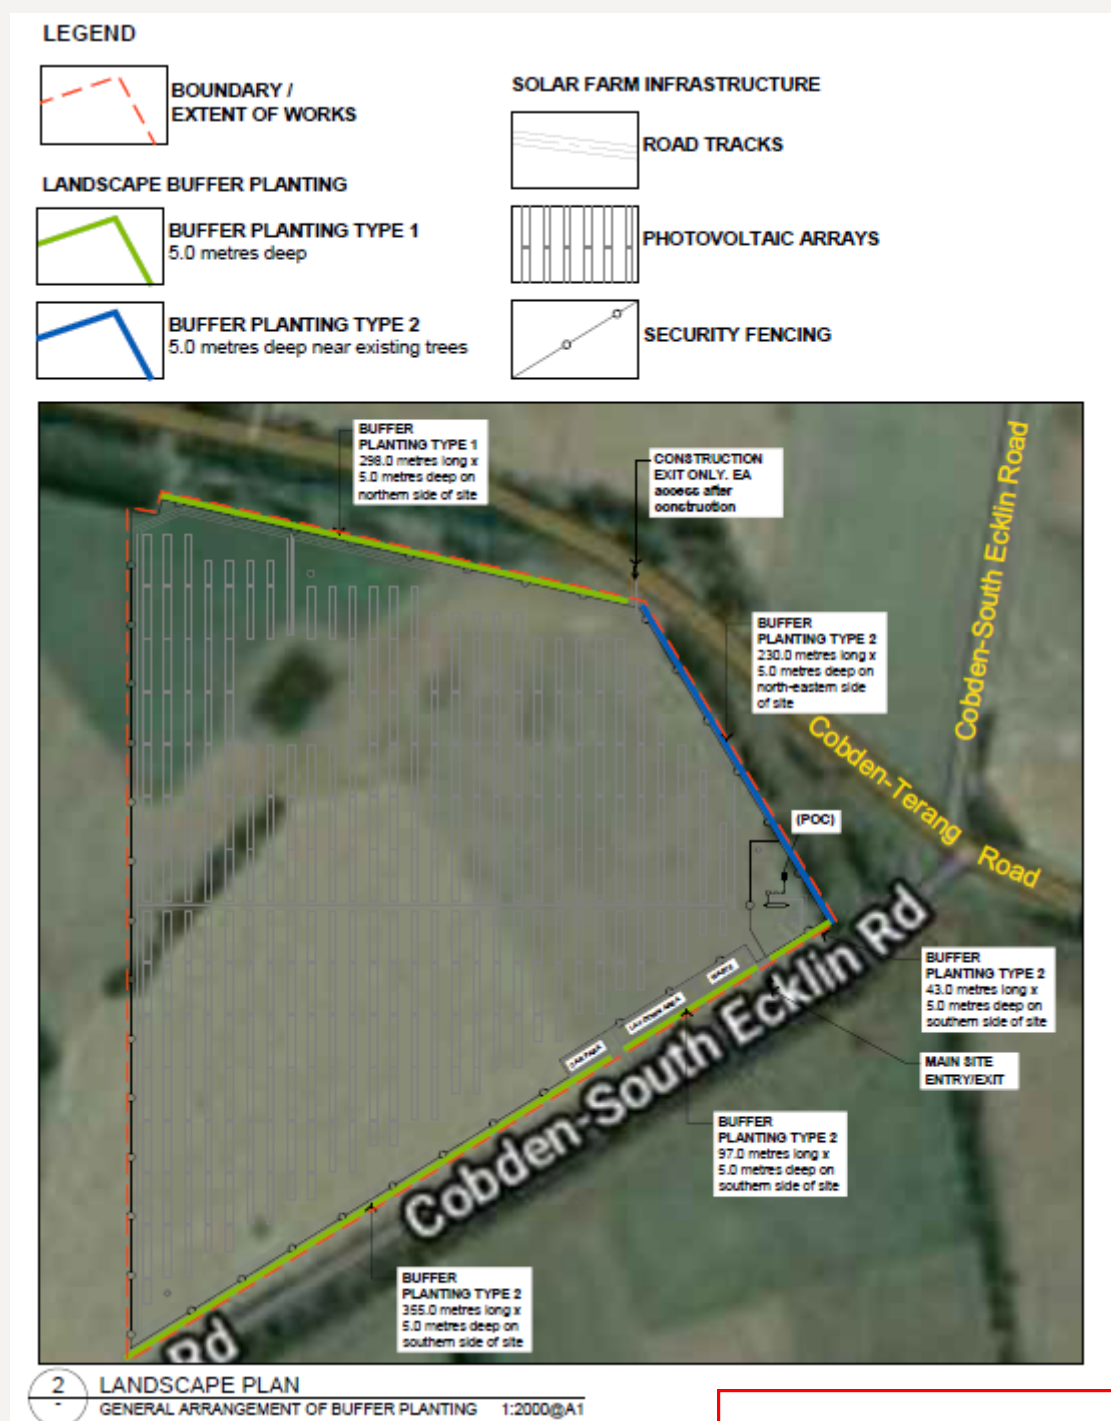 LEGEND
BOUNDARY /
EXTENT OF WORKS
LANDSCAPE BUFFER PLANTING
BUFFER PLANTING TYPE 1
5.0 metres deep
BUFFER PLANTING TYPE 2
5.0 metres deep near existing trees
SOLAR FARM INFRASTRUCTURE
ROAD TRACKS
PHOTOVOLTAIC ARRAYS
SECURITY FENCING
BUFFER
PLANTING TYPE 1
298.0 metres long x
5.0 metres deep on
northern side of site
CONSTRUCTION
EXIT ONLY. EA
access after
construction
Cobden-South Ecklin Road
BUFFER
PLANTING TYPE 2
230.0 metres long x
5.0 metres deep on
north-eastern side
of site
Cobden-Terang Road
(POC)
Cobden-South Ecklin Rd
BUFFER
PLANTING TYPE 2
43.0 metres long x
5.0 metres deep on
southern side of site
MAIN SITE
ENTRY/EXIT
LAY DOWN AREA
CAR PARK
BUFFER
PLANTING TYPE 2
97.0 metres long x
5.0 metres deep on
southern side of site
BUFFER
PLANTING TYPE 2
355.0 metres long x
5.0 metres deep on
southern side of site
Rd
2
-
LANDSCAPE PLAN
GENERAL ARRANGEMENT OF BUFFER PLANTING 1:2000@A1